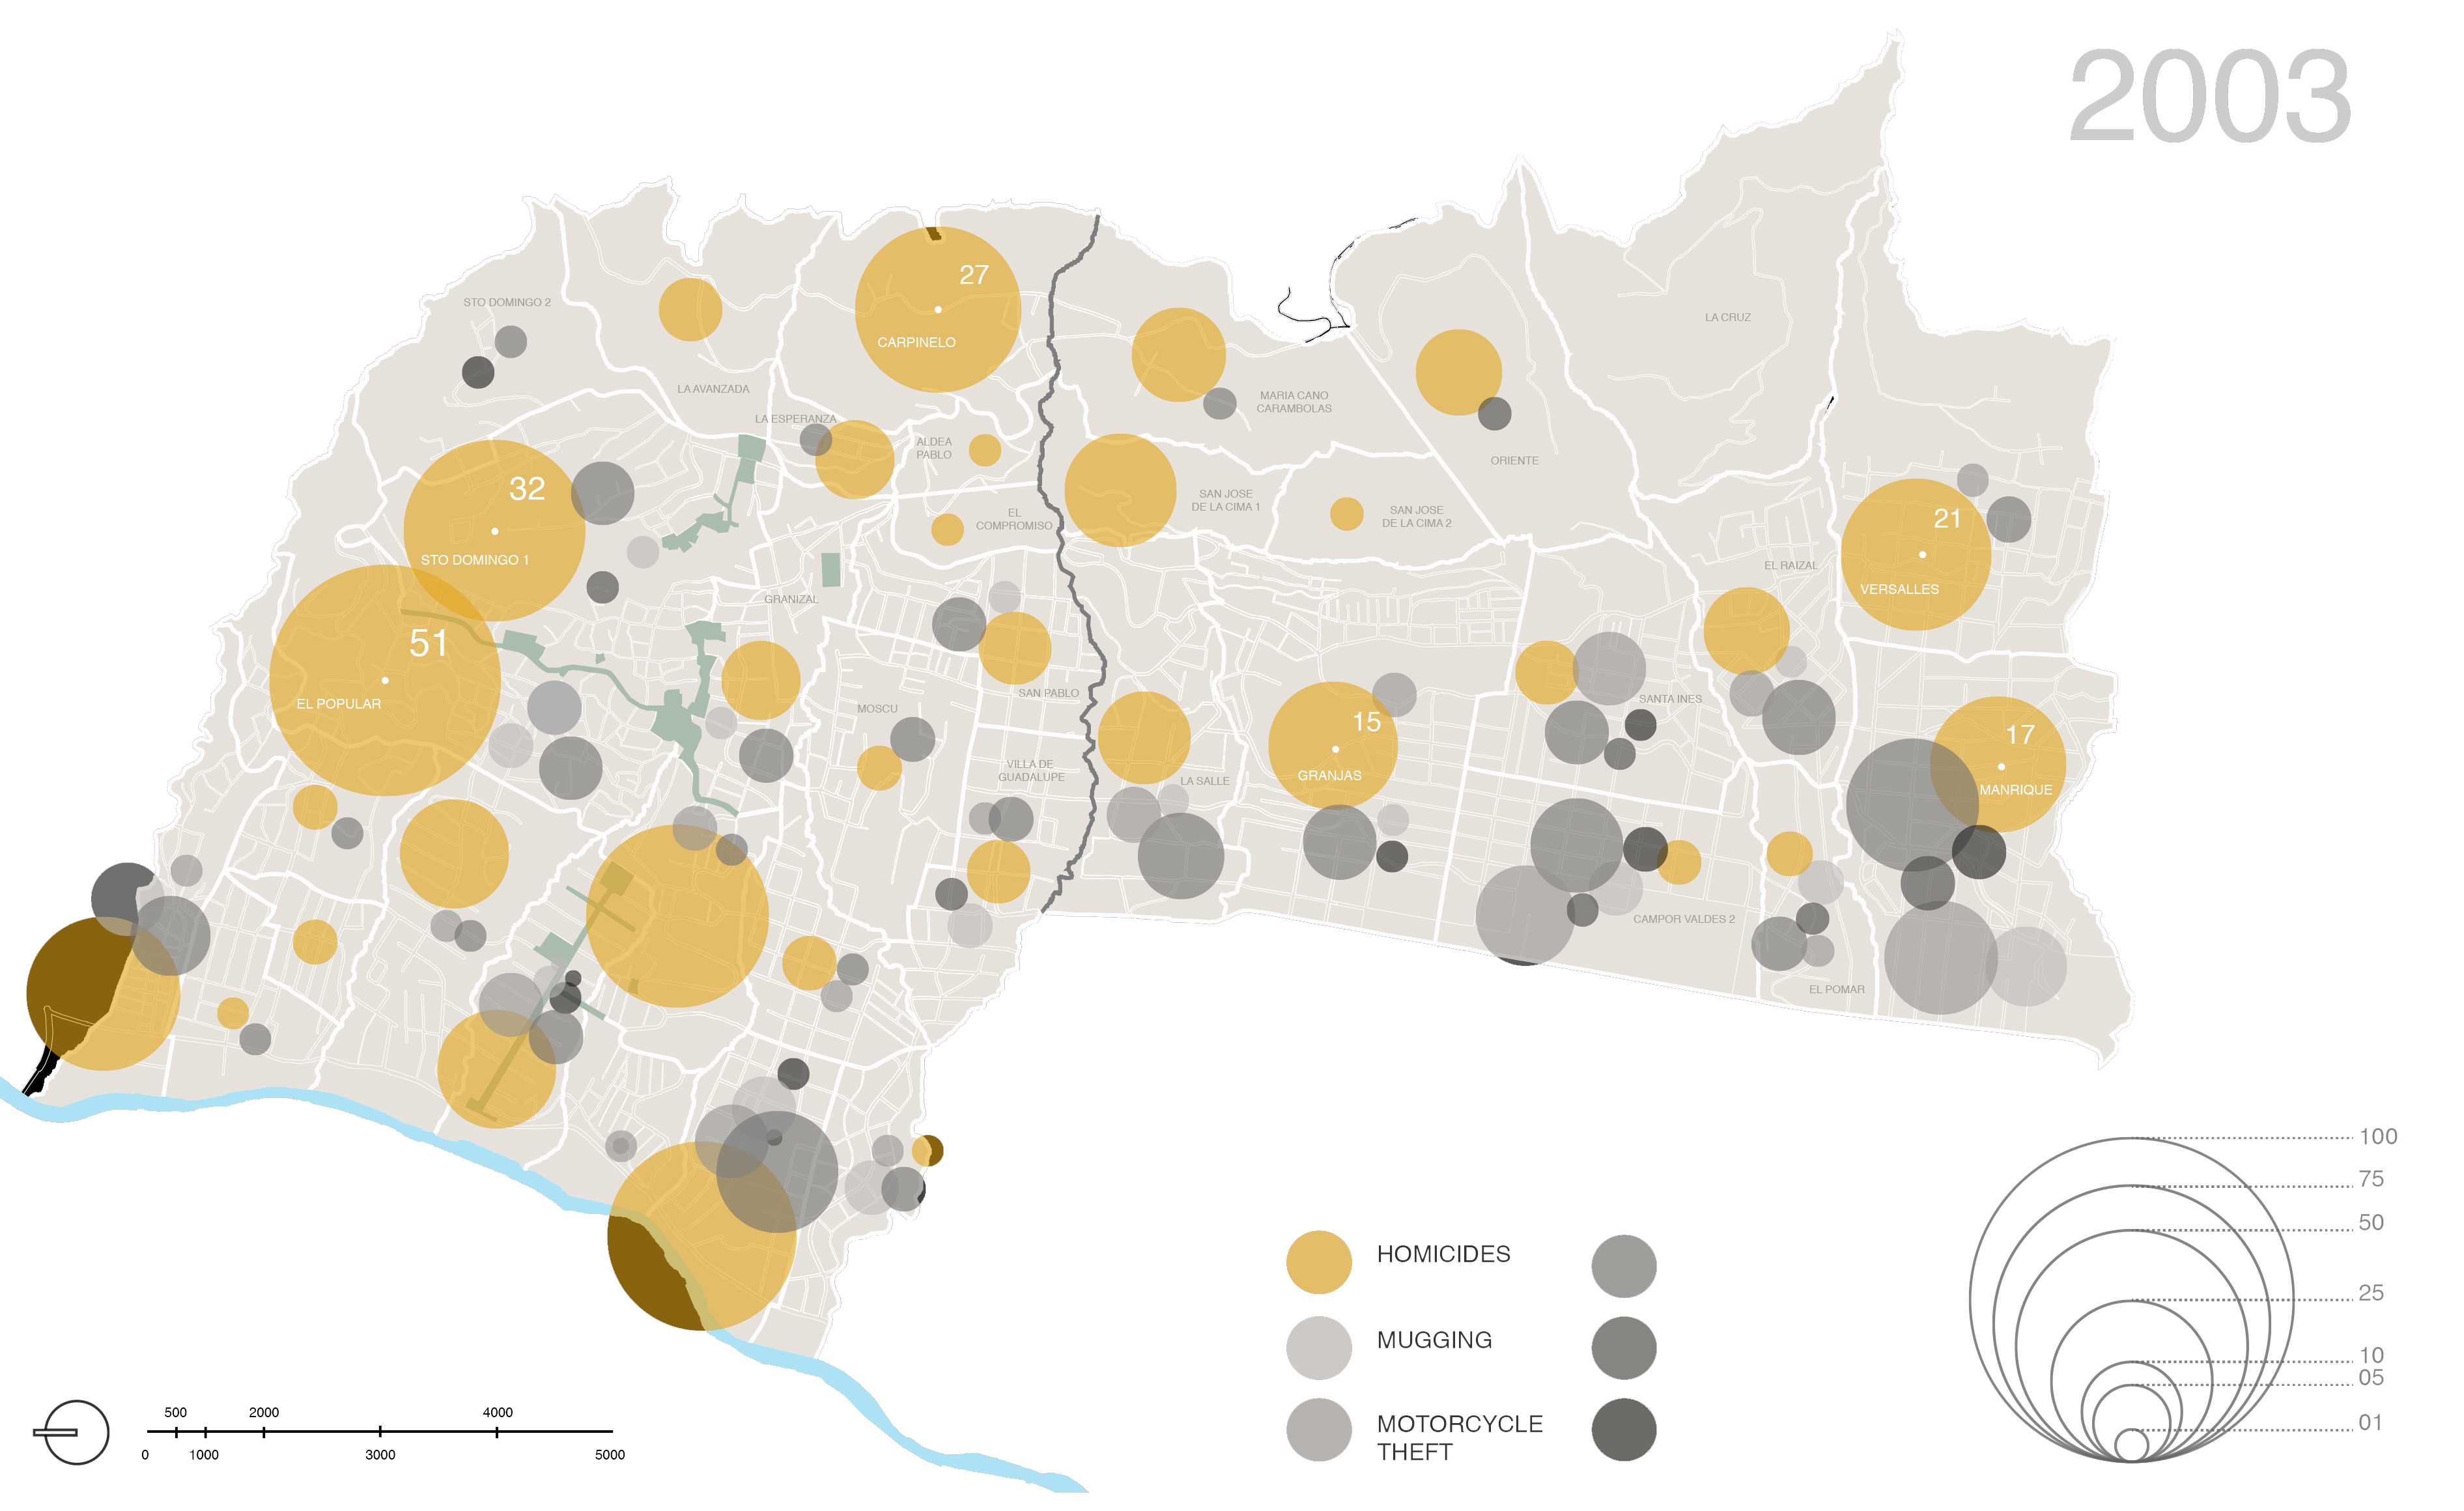 2003
27
STO DOMINGO 2
LA CRUZ
CARPINELO
LA AVANZADA
MARIA CANO
CARAMBOLAS
LA ESPERANZA
ALDEA
PABLO
ORIENTE
32
SAN JOSE
DE LA CIMA 1
EL
COMPROMISO
SAN JOSE
DE LA CIMA 2
21
STO DOMINGO 1
EL RAIZAL
VERSALLES
GRANIZAL
51
SAN PABLO
SANTA INES
EL POPULAR
MOSCU
15
17
VILLA DE
GUADALUPE
LA SALLE
GRANJAS
MANRIQUE
CAMPOR VALDES 2
EL POMAR
100
75
50
25
10
05
01
HOMICIDES
MUGGING
MOTORCYCLE
THEFT
500 2000 4000
0 1000 3000 5000